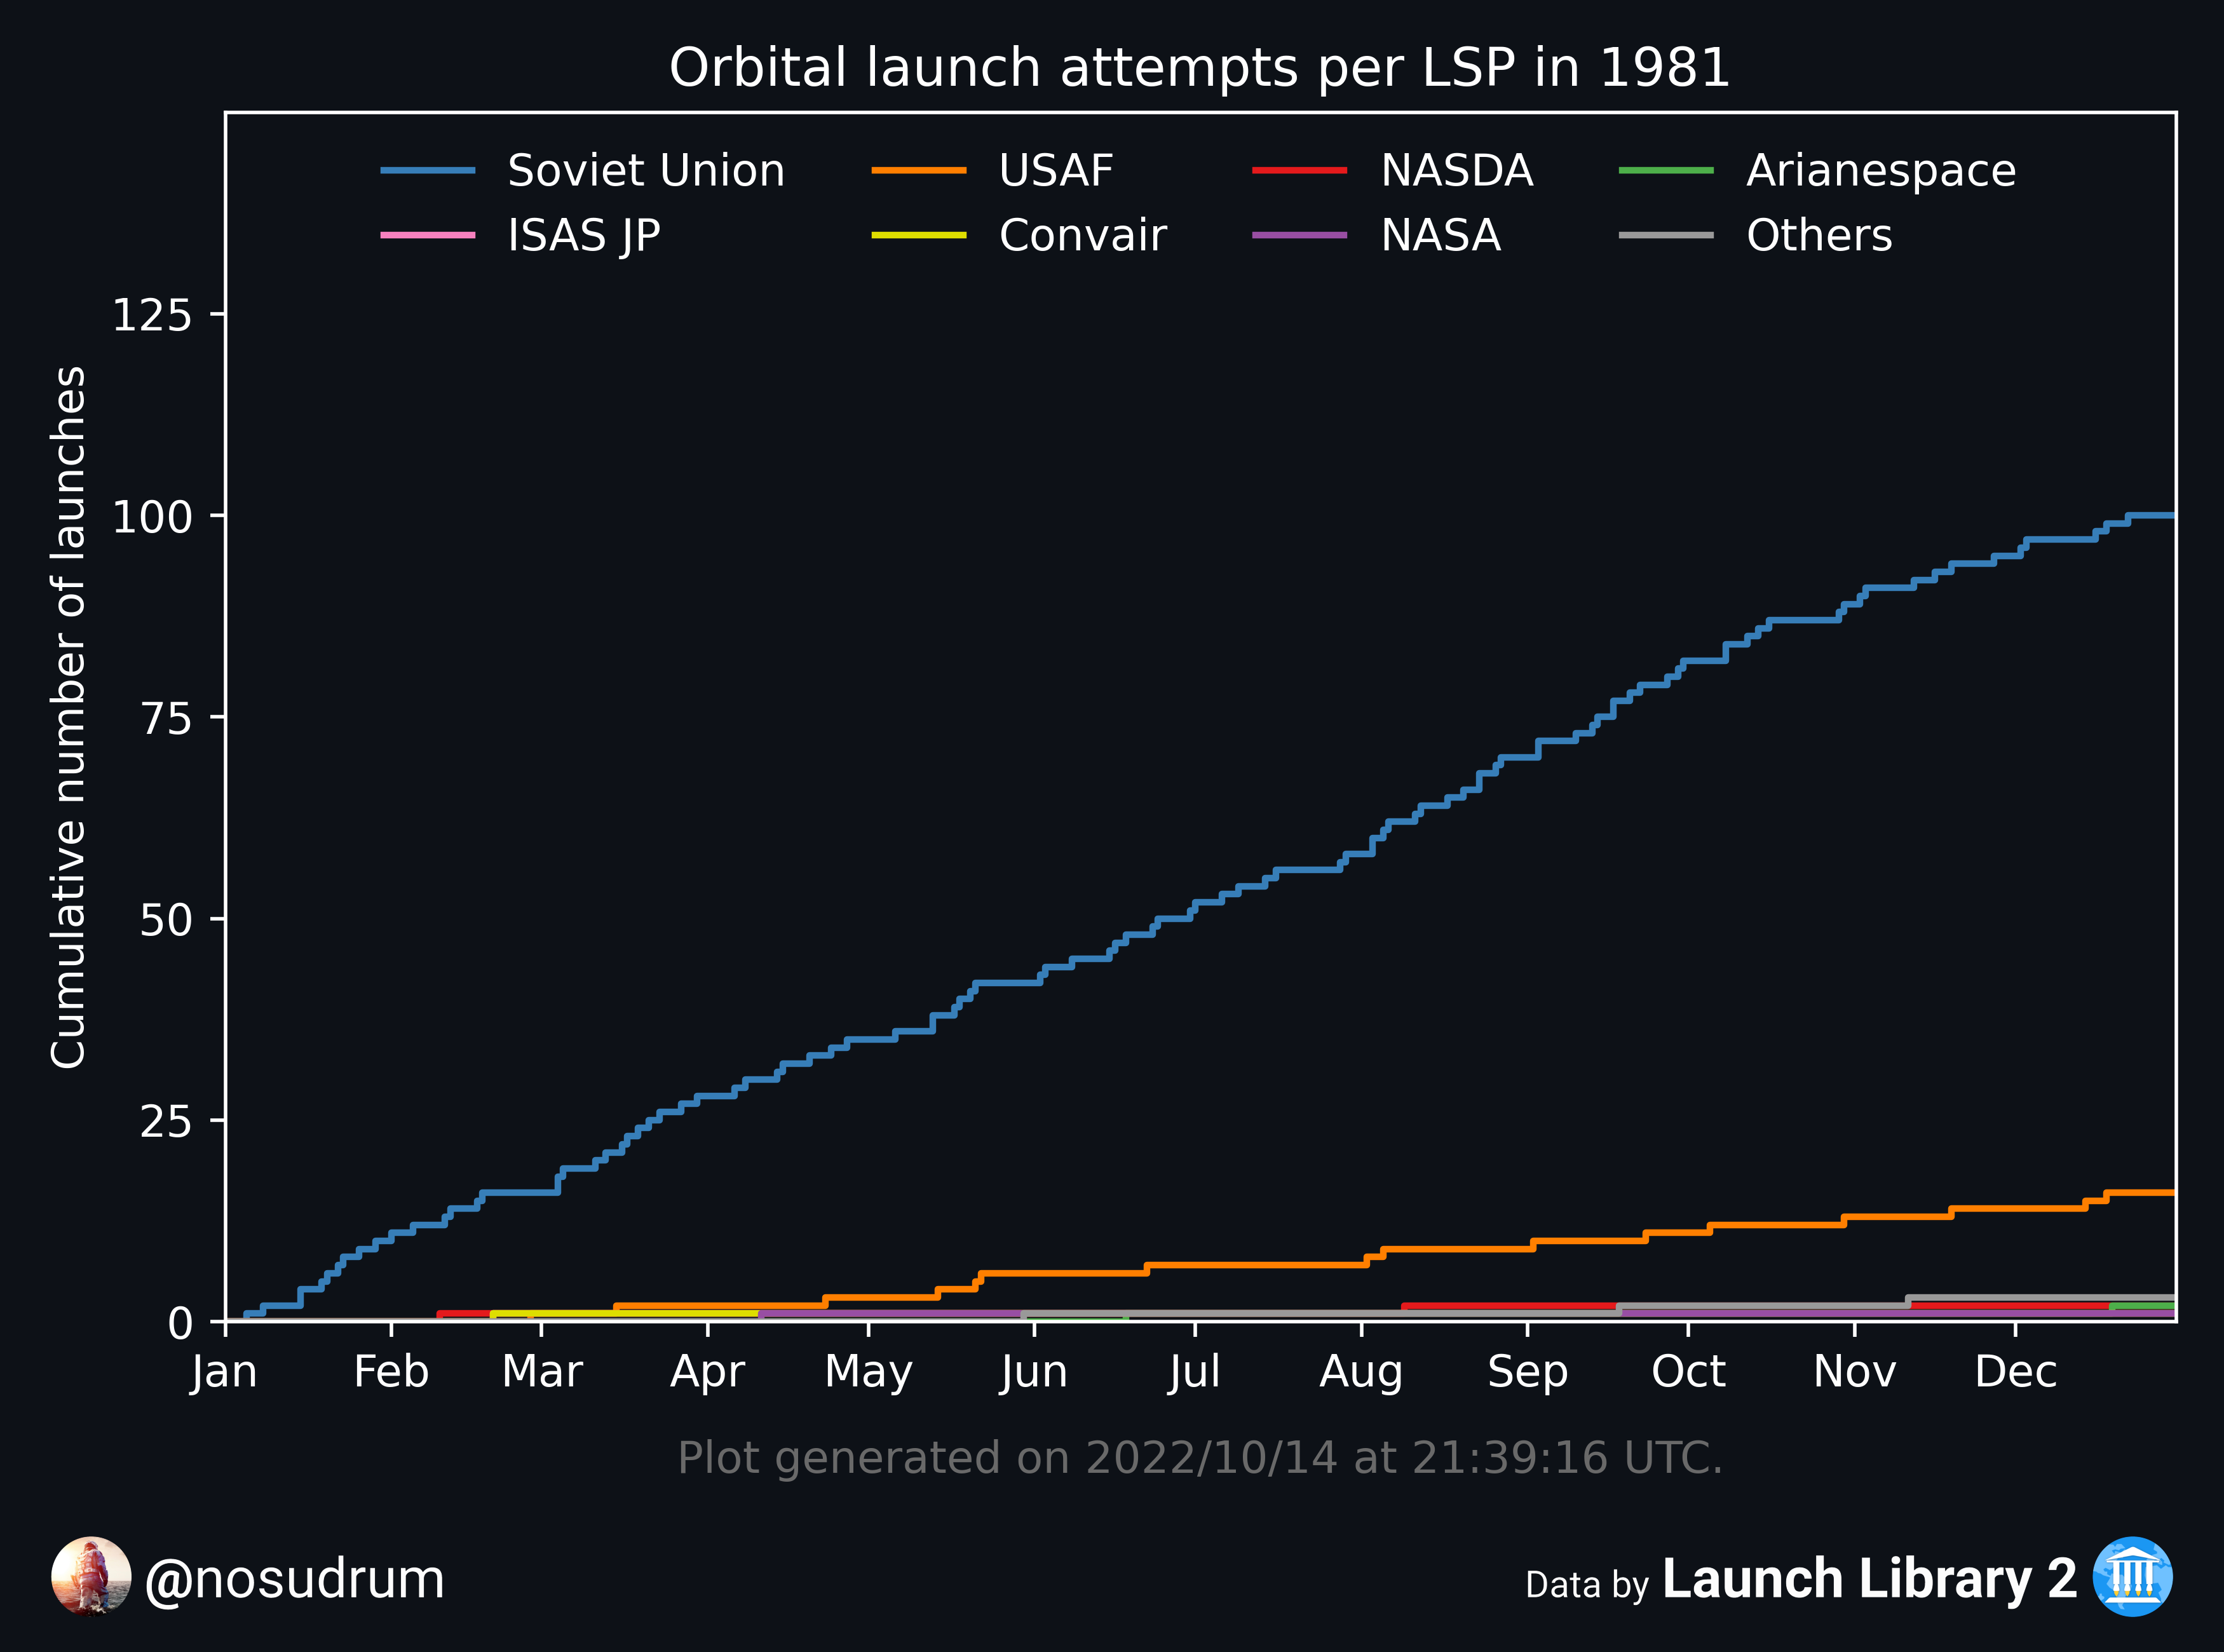 Orbital launch attempts per LSP in 1981
Soviet Union USAF NASDA Arianespace
ISAS JP Convair NASA Others
Cumulative number of launches
125
100
75
50
25
0
Jan Feb Mar Apr May Jun Jul Aug Sep Oct Nov Dec
Plot generated on 2022/10/14 at 21:39:16 UTC.
@nosudrum
Data by Launch Library 2